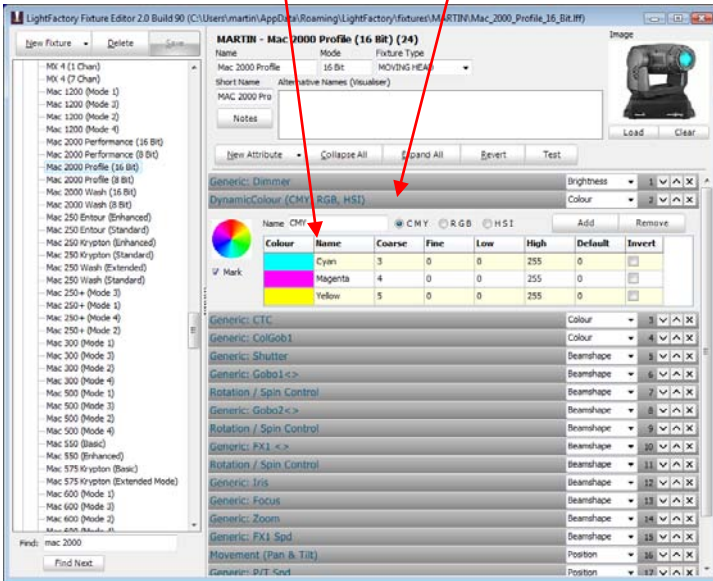 LightFactory Fixture Editor 2.0 Build 90 (C:\Users\martin\AppData\Roaming\LightFactory\fixtures\MARTIN\Mac_2000_Profile_16_Bit.lff)
New Fixture Delete Save
MX 4 (1 Chan)
MX 4 (7 Chan)
Mac 1200 (Mode 1)
Mac 1200 (Mode 3)
Mac 1200 (Mode 2)
Mac 1200 (Mode 4)
Mac 2000 Performance (16 Bit)
Mac 2000 Performance (8 Bit)
Mac 2000 Profile (16 Bit)
Mac 2000 Profile (8 Bit)
Mac 2000 Wash (16 Bit)
Mac 2000 Wash (8 Bit)
Mac 250 Entour (Enhanced)
Mac 250 Entour (Standard)
Mac 250 Krypton (Enhanced)
Mac 250 Krypton (Standard)
Mac 250 Wash (Extended)
Mac 250 Wash (Standard)
Mac 250+ (Mode 3)
Mac 250+ (Mode 1)
Mac 250+ (Mode 4)
Mac 250+ (Mode 2)
Mac 300 (Mode 1)
Mac 300 (Mode 3)
Mac 300 (Mode 2)
Mac 300 (Mode 4)
Mac 500 (Mode 1)
Mac 500 (Mode 3)
Mac 500 (Mode 2)
Mac 500 (Mode 4)
Mac 550 (Basic)
Mac 550 (Enhanced)
Mac 575 Krypton (Basic)
Mac 575 Krypton (Extended Mode)
Mac 600 (Mode 1)
Mac 600 (Mode 3)
Mac 600 (Mode 2)
Find: mac 2000
Find Next
MARTIN - Mac 2000 Profile (16 Bit) (24)
Name Mode Fixture Type
Mac 2000 Profile 16 Bit MOVING HEAD
Short Name Alternative Names (Visualiser)
MAC 2000 Pro
Notes
Image
Load Clear
New Attribute Collapse All Expand All Revert Test
Generic: Dimmer Brightness 1
DynamicColour (CMY, RGB, HSI) Colour 2
Name CMY CMY RGB HSI Add Remove
Mark
Colour Name Coarse Fine Low High Default Invert
Cyan 3 0 0 255 0
Magenta 4 0 0 255 0
Yellow 5 0 0 255 0
Generic: CTC Colour 3
Generic: ColGob1 Colour 4
Generic: Shutter Beamshape 5
Generic: Gobo1<> Beamshape 6
Rotation / Spin Control Beamshape 7
Generic: Gobo2<> Beamshape 8
Rotation / Spin Control Beamshape 9
Generic: FX1 <> Beamshape 10
Rotation / Spin Control Beamshape 11
Generic: Iris Beamshape 12
Generic: Focus Beamshape 13
Generic: Zoom Beamshape 14
Generic: FX1 Spd Beamshape 15
Movement (Pan & Tilt) Position 16
Generic: P/T Spd Position 17